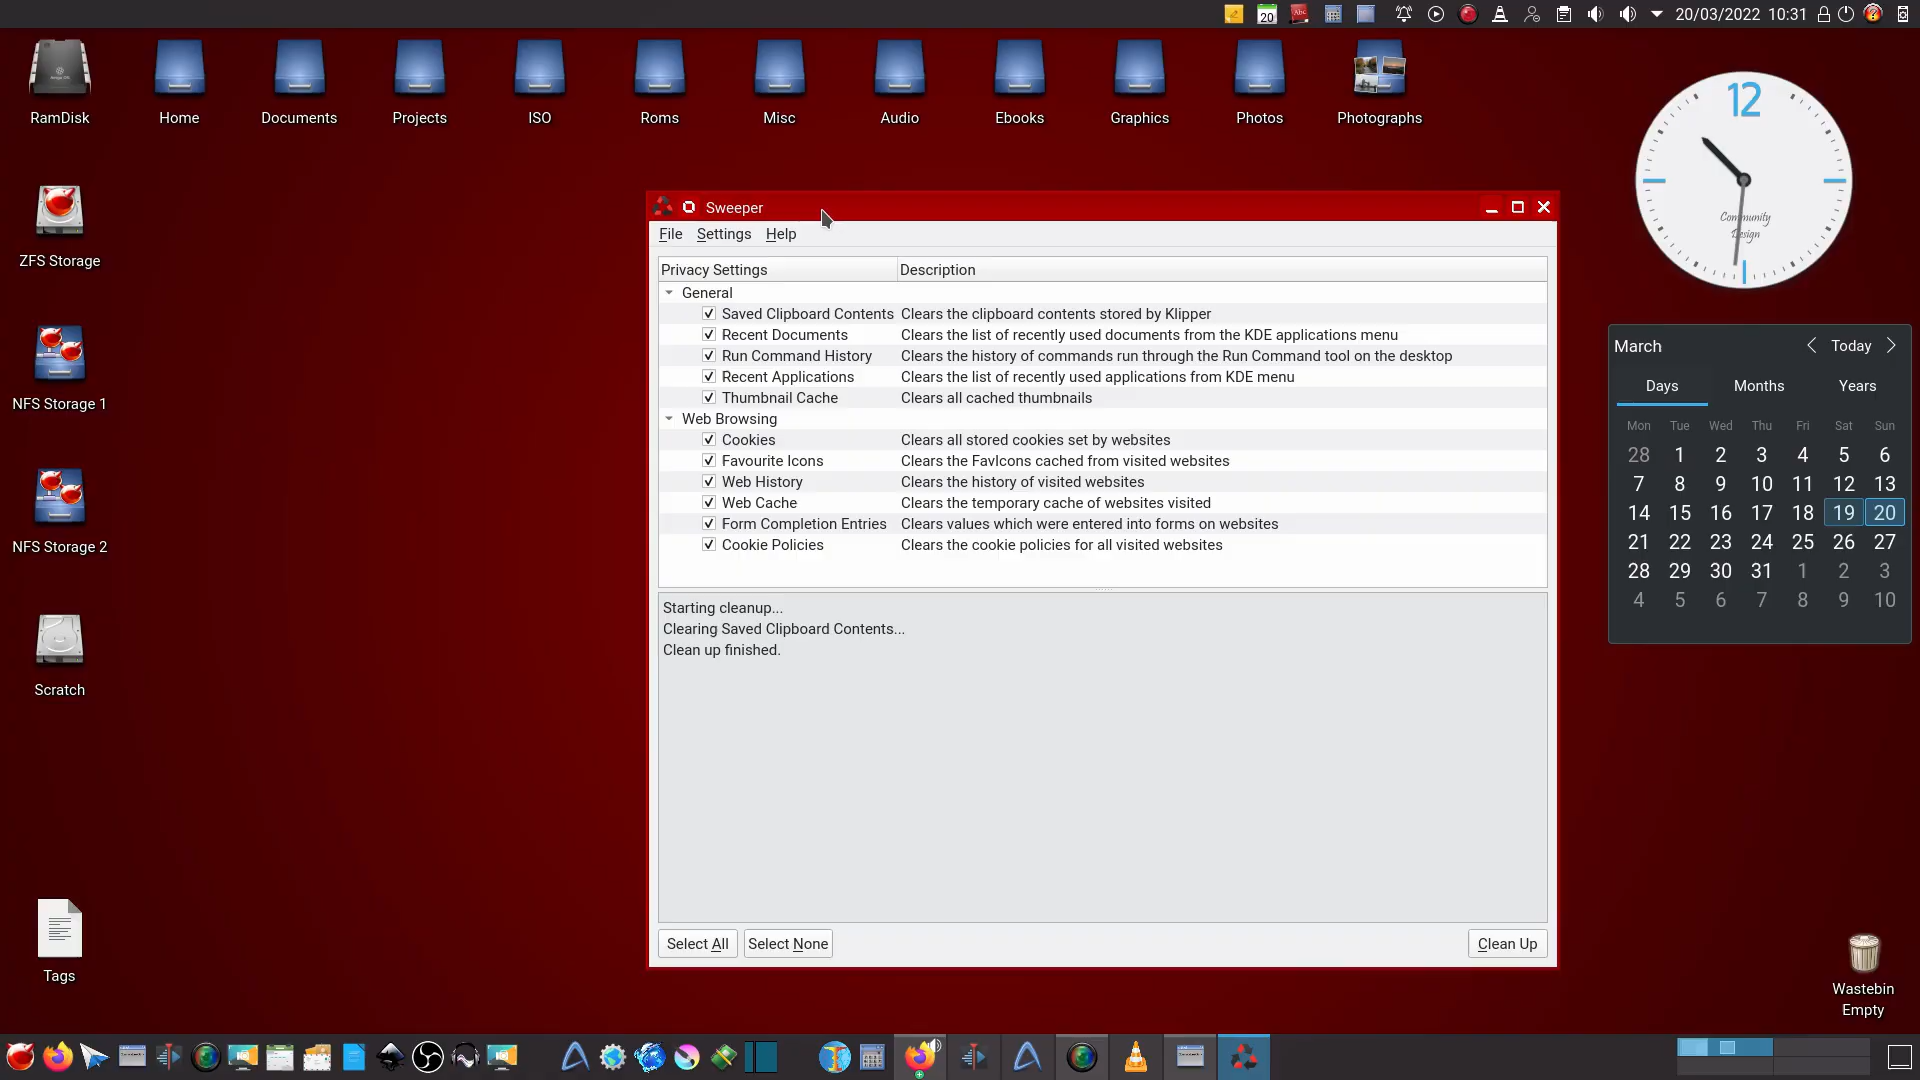 20/03/2022 10:31
20
RamDisk
Home
Documents
Projects
ISO
Roms
Misc
Audio
Ebooks
Graphics
Photos
Photographs
ZFS Storage
NFS Storage 1
NFS Storage 2
Scratch
Tags
Sweeper
File Settings Help
Privacy Settings Description
General
Saved Clipboard Contents Clears the clipboard contents stored by Klipper
Recent Documents Clears the list of recently used documents from the KDE applications menu
Run Command History Clears the history of commands run through the Run Command tool on the desktop
Recent Applications Clears the list of recently used applications from KDE menu
Thumbnail Cache Clears all cached thumbnails
Web Browsing
Cookies Clears all stored cookies set by websites
Favourite Icons Clears the FavIcons cached from visited websites
Web History Clears the history of visited websites
Web Cache Clears the temporary cache of websites visited
Form Completion Entries Clears values which were entered into forms on websites
Cookie Policies Clears the cookie policies for all visited websites
Starting cleanup...
Clearing Saved Clipboard Contents...
Clean up finished.
Select All Select None Clean Up
12
Community
Design
March Today
Days Months Years
Mon Tue Wed Thu Fri Sat Sun
28 1 2 3 4 5 6
7 8 9 10 11 12 13
14 15 16 17 18 19 20
21 22 23 24 25 26 27
28 29 30 31 1 2 3
4 5 6 7 8 9 10
Wastebin
Empty